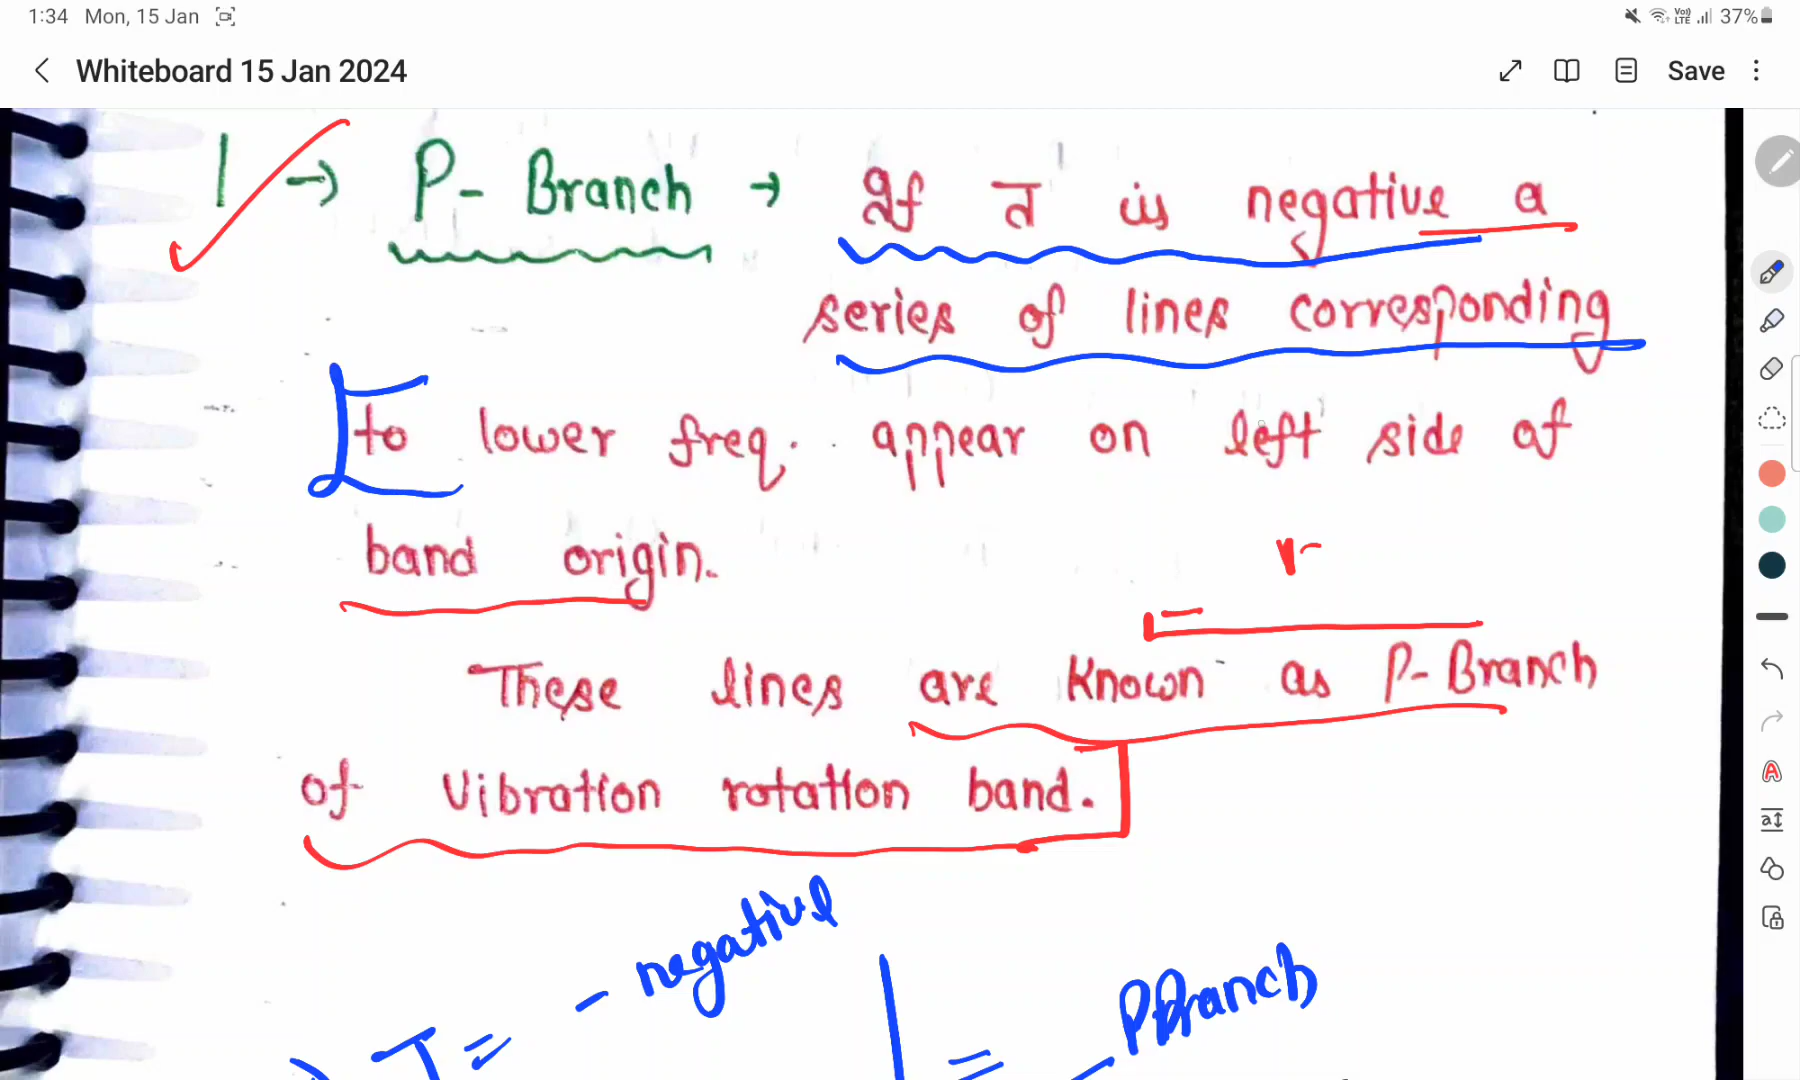 1:34 Mon, 15 Jan
37%
Whiteboard 15 Jan 2024
Save
1 → P- Branch → If J is negative a
series of lines corresponding
to lower freq. appear on left side of
band origin.
These lines are Known as P-Branch
of Vibration rotation band.
- negative
J =
= - PBranch